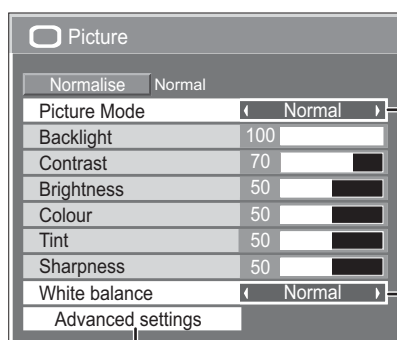 Picture
Normalise Normal
Picture Mode Normal
Backlight 100
Contrast 70
Brightness 50
Colour 50
Tint 50
Sharpness 50
White balance Normal
Advanced settings